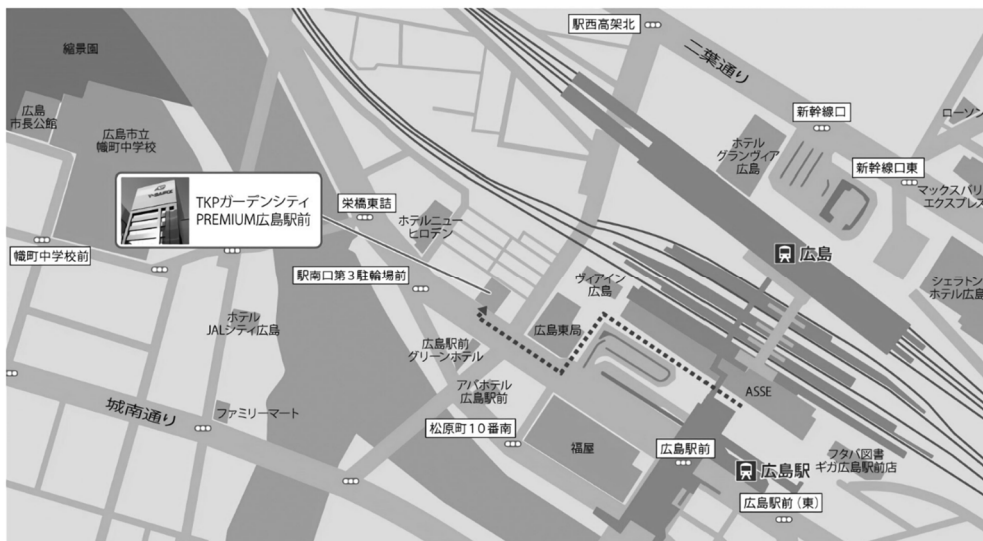 駅西高架北
二葉通り
縮景園
新幹線口
ローソン
広島
市長公館
広島市立
幟町中学校
ホテル
グランヴィア
広島
新幹線口東
マックスバリ
エクスプレス
TKPガーデンシティ
PREMIUM広島駅前
栄橋東詰
ホテルニュー
ヒロデン
幟町中学校前
広島
駅南口第3駐輪場前
ヴィアイン
広島
シェラトン
ホテル広島
ホテル
JALシティ広島
広島東局
広島駅前
グリーンホテル
アパホテル
広島駅前
ASSE
城南通り
ファミリーマート
松原町10番南
福屋
広島駅前
フタバ図書
ギガ広島駅前店
広島駅
広島駅前(東)